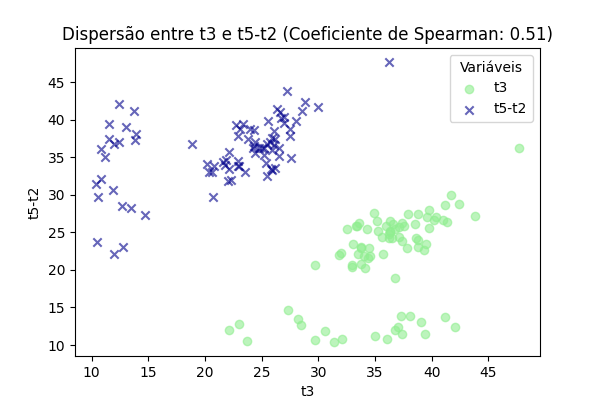 Dispersão entre t3 e t5-t2 (Coeficiente de Spearman: 0.51)
Variáveis
t3
t5-t2
t5-t2
45
40
35
30
25
20
15
10
10 15 20 25 30 35 40 45
t3